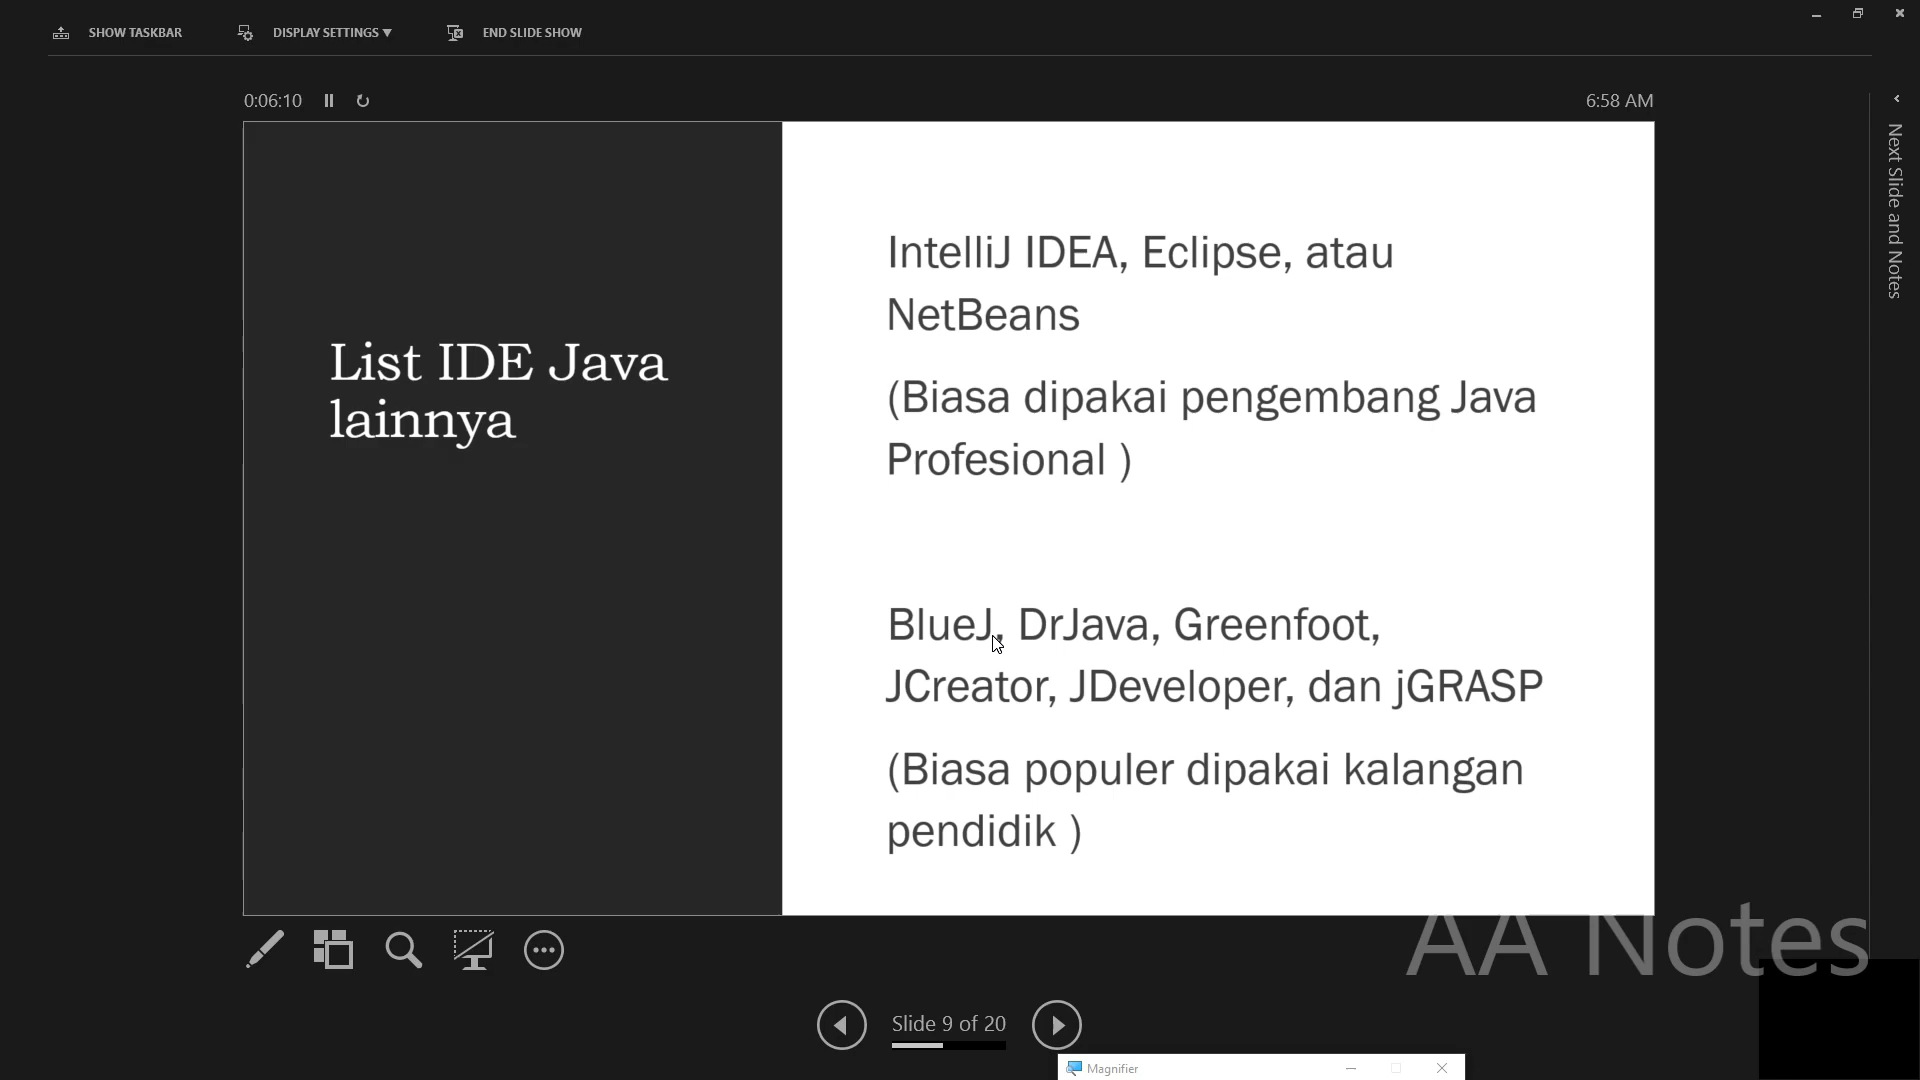 SHOW TASKBAR
DISPLAY SETTINGS ▼
END SLIDE SHOW
0:06:10
6:58 AM
Next Slide and Notes
List IDE Java
lainnya
IntelliJ IDEA, Eclipse, atau
NetBeans
(Biasa dipakai pengembang Java
Profesional )
BlueJ, DrJava, Greenfoot,
JCreator, JDeveloper, dan jGRASP
(Biasa populer dipakai kalangan
pendidik )
AA Notes
Slide 9 of 20
Magnifier